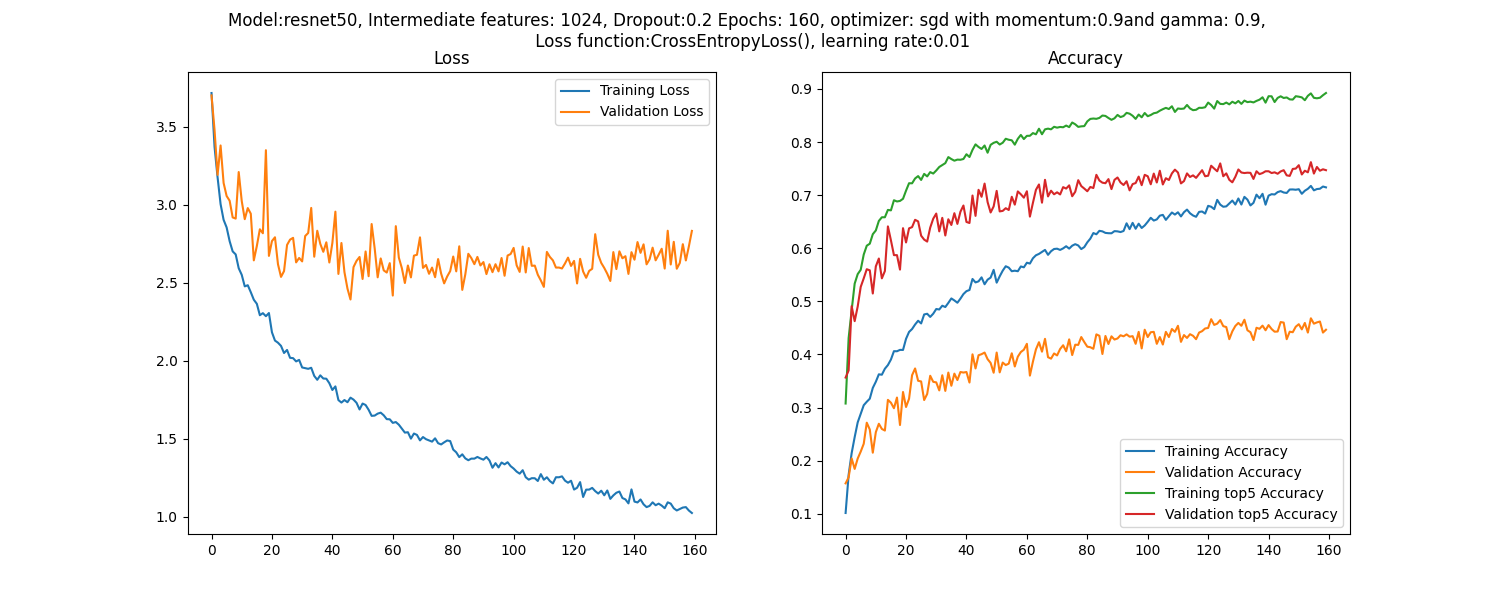 Model:resnet50, Intermediate features: 1024, Dropout:0.2 Epochs: 160, optimizer: sgd with momentum:0.9and gamma: 0.9,
Loss function:CrossEntropyLoss(), learning rate:0.01
Loss
Training Loss
Validation Loss
3.5
3.0
2.5
2.0
1.5
1.0
0 20 40 60 80 100 120 140 160
Accuracy
0.9
0.8
0.7
0.6
0.5
0.4
0.3
0.2
0.1
Training Accuracy
Validation Accuracy
Training top5 Accuracy
Validation top5 Accuracy
0 20 40 60 80 100 120 140 160